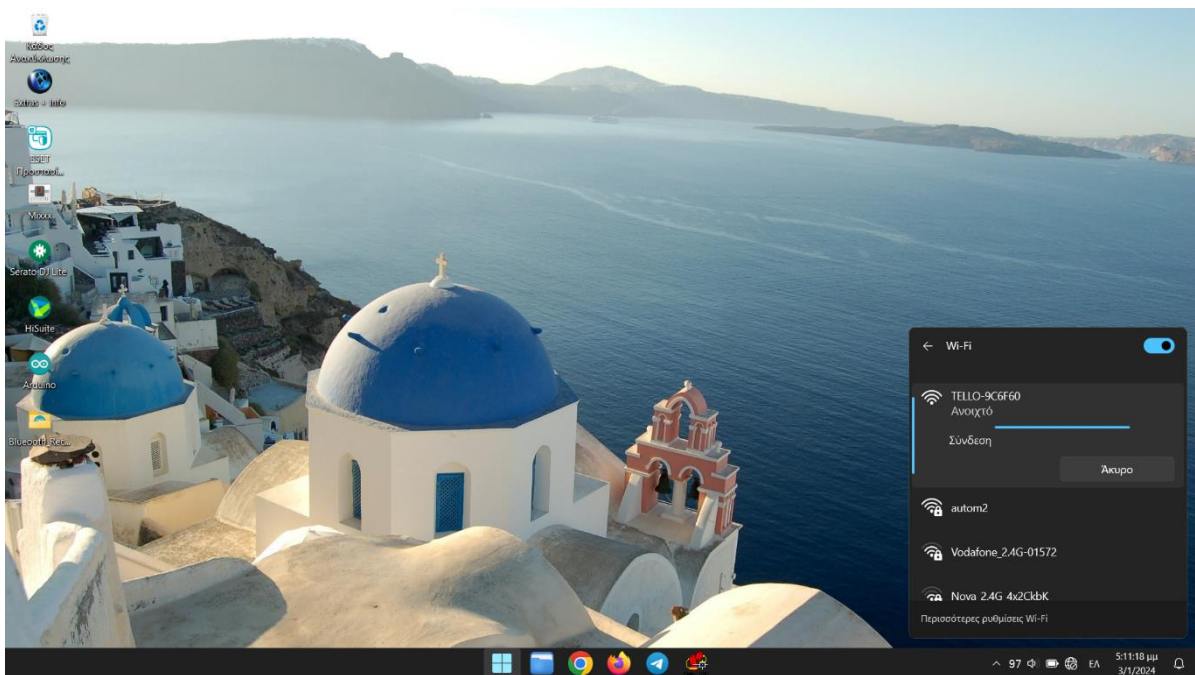 Κάδος
Ανακύκλωσης
Extras + Info
ESET
Προστασί...
Mixxx
Serato DJ Lite
HiSuite
Arduino
Bluetooth Rec...
Wi-Fi
TELLO-9C6F60
Ανοιχτό
Σύνδεση
Άκυρο
autom2
Vodafone_2.4G-01572
Nova 2.4G 4x2CkbK
Περισσότερες ρυθμίσεις Wi-Fi
97 ΕΛ 5:11:18 μμ
3/1/2024